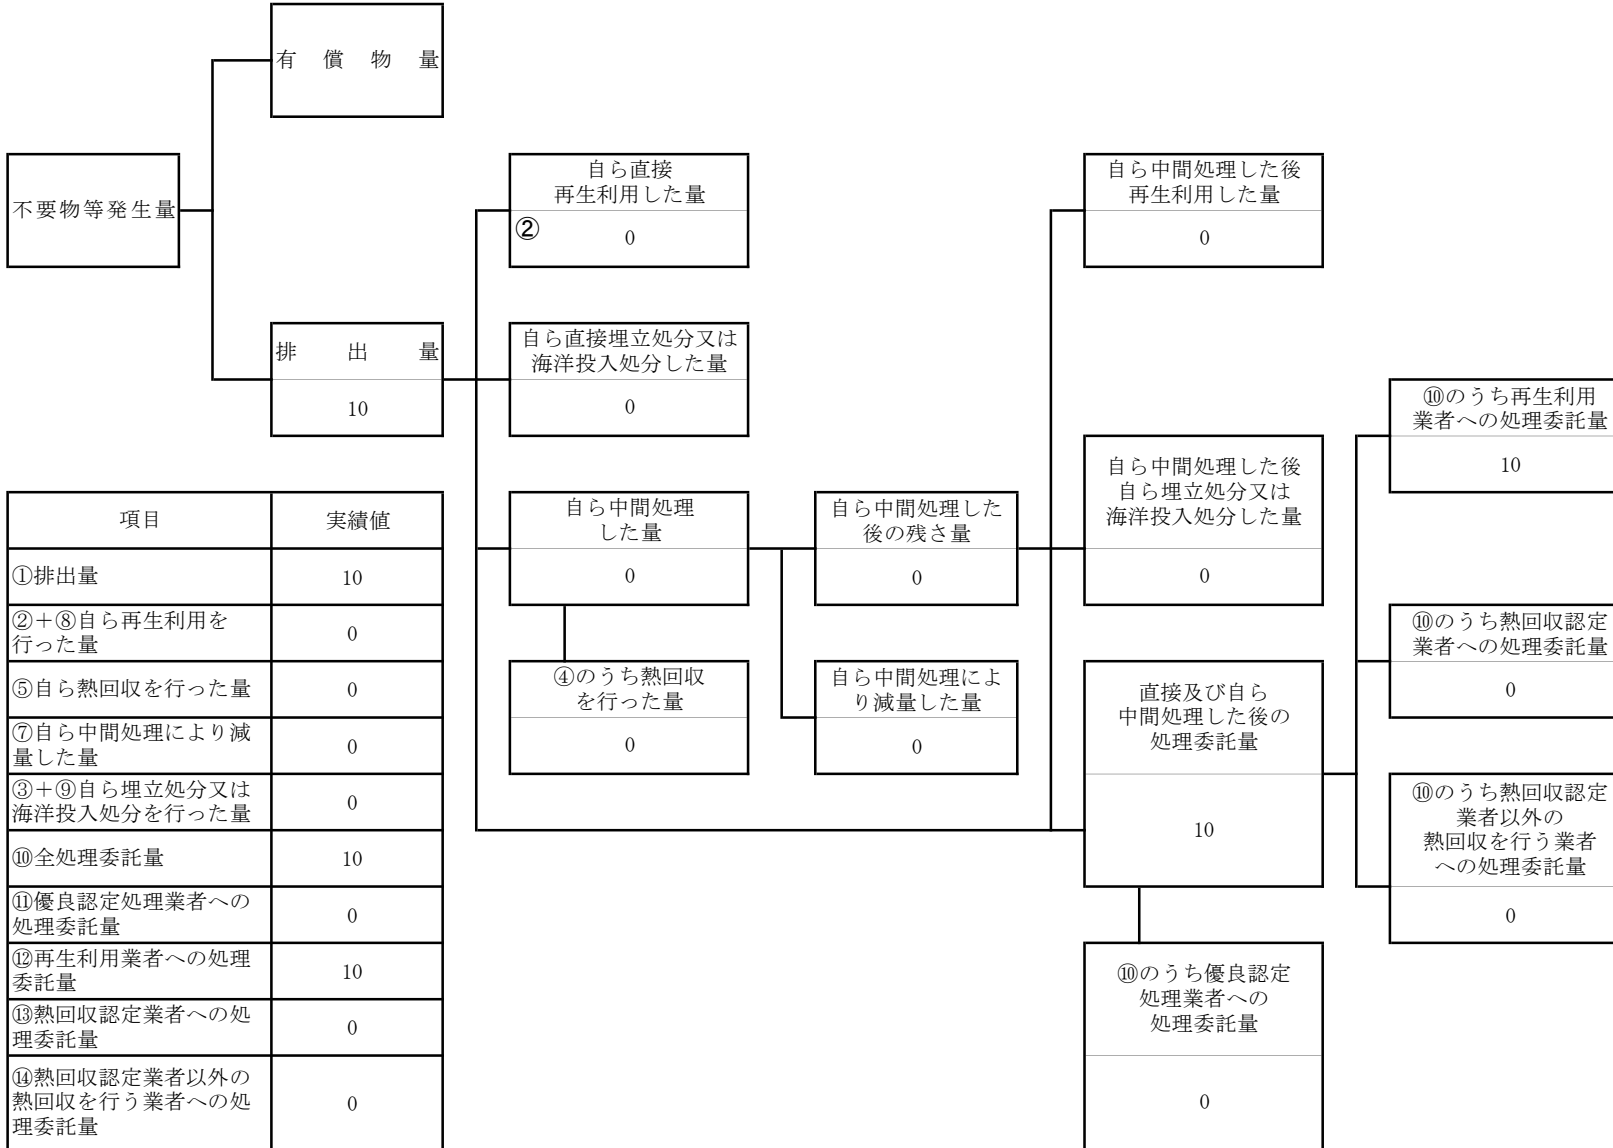 有償物量
不要物等発生量
自ら直接
再生利用した量
②
0
自ら中間処理した後
再生利用した量
0
排出量
10
自ら直接埋立処分又は
海洋投入処分した量
0
⑩のうち再生利用
業者への処理委託量
10
自ら中間処理
した量
0
自ら中間処理した
後の残さ量
0
自ら中間処理した後
自ら埋立処分又は
海洋投入処分した量
0
④のうち熱回収
を行った量
0
自ら中間処理によ
り減量した量
0
直接及び自ら
中間処理した後の
処理委託量
10
⑩のうち熱回収認定
業者への処理委託量
0
⑩のうち熱回収認定
業者以外の
熱回収を行う業者
への処理委託量
0
⑩のうち優良認定
処理業者への
処理委託量
0
項目 実績値
①排出量 10
②＋⑧自ら再生利用を
行った量 0
⑤自ら熱回収を行った量 0
⑦自ら中間処理により減
量した量 0
③＋⑨自ら埋立処分又は
海洋投入処分を行った量 0
⑩全処理委託量 10
⑪優良認定処理業者への
処理委託量 0
⑫再生利用業者への処理
委託量 10
⑬熱回収認定業者への処
理委託量 0
⑭熱回収認定業者以外の
熱回収を行う業者への処
理委託量 0